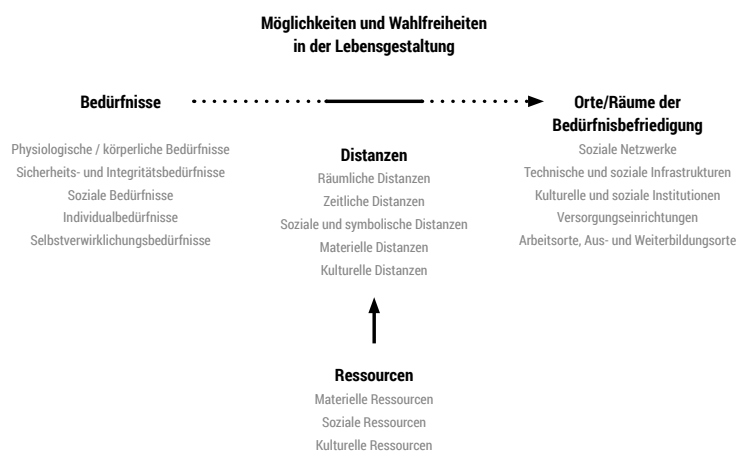 Möglichkeiten und Wahlfreiheiten
in der Lebensgestaltung
Bedürfnisse
Physiologische / körperliche Bedürfnisse
Sicherheits- und Integritätsbedürfnisse
Soziale Bedürfnisse
Individualbedürfnisse
Selbstverwirklichungsbedürfnisse
Distanzen
Räumliche Distanzen
Zeitliche Distanzen
Soziale und symbolische Distanzen
Materielle Distanzen
Kulturelle Distanzen
Orte/Räume der
Bedüfnisbefriedigung
Soziale Netzwerke
Technische und soziale Infrastrukturen
Kulturelle und soziale Institutionen
Versorgungseinrichtungen
Arbeitsorte, Aus- und Weiterbildungsorte
Ressourcen
Materielle Ressourcen
Soziale Ressourcen
Kulturelle Ressourcen